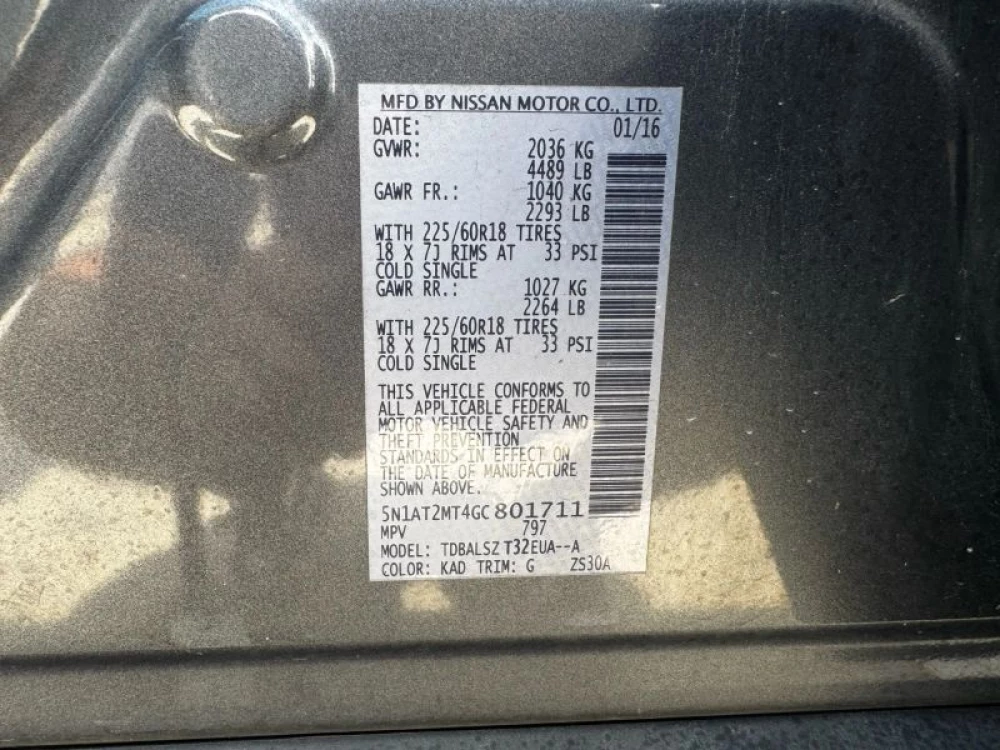 MFD BY NISSAN MOTOR CO., LTD.
DATE: 01/16
GVWR: 2036 KG
4489 LB
GAWR FR.: 1040 KG
2293 LB
WITH 225/60R18 TIRES
18 X 7J RIMS AT 33 PSI
COLD SINGLE
GAWR RR.: 1027 KG
2264 LB
WITH 225/60R18 TIRES
18 X 7J RIMS AT 33 PSI
COLD SINGLE
THIS VEHICLE CONFORMS TO
ALL APPLICABLE FEDERAL
MOTOR VEHICLE SAFETY AND
THEFT PREVENTION
STANDARDS IN EFFECT ON
THE DATE OF MANUFACTURE
SHOWN ABOVE.
5N1AT2MT4GC801711
MPV 797
MODEL: TDBALSZ T32EUA--A
COLOR: KAD TRIM: G ZS30A